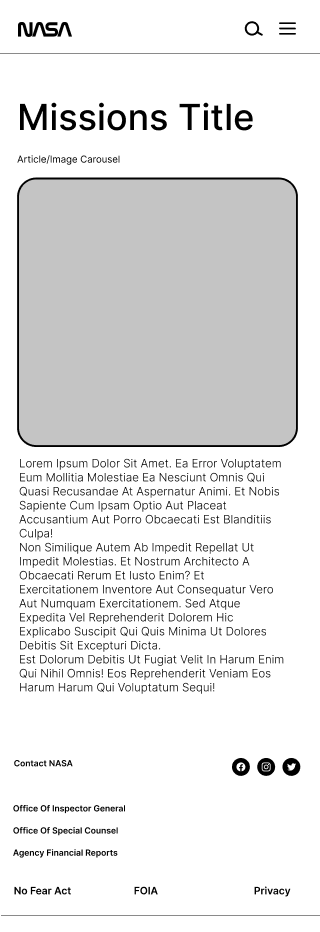 NASA
Missions Title
Article/Image Carousel
Lorem Ipsum Dolor Sit Amet. Ea Error Voluptatem
Eum Mollitia Molestiae Ea Nesciunt Omnis Qui
Quasi Recusandae At Aspernatur Animi. Et Nobis
Sapiente Cum Ipsam Optio Aut Placeat
Accusantium Aut Porro Obcaecati Est Blanditiis
Culpa!
Non Similique Autem Ab Impedit Repellat Ut
Impedit Molestias. Et Nostrum Architecto A
Obcaecati Rerum Et Iusto Enim? Et
Exercitationem Inventore Aut Consequatur Vero
Aut Numquam Exercitationem. Sed Atque
Expedita Vel Reprehenderit Dolorem Hic
Explicabo Suscipit Qui Quis Minima Ut Dolores
Debitis Sit Excepturi Dicta.
Est Dolorum Debitis Ut Fugiat Velit In Harum Enim
Qui Nihil Omnis! Eos Reprehenderit Veniam Eos
Harum Harum Qui Voluptatum Sequi!
Contact NASA
Office Of Inspector General
Office Of Special Counsel
Agency Financial Reports
No Fear Act FOIA Privacy